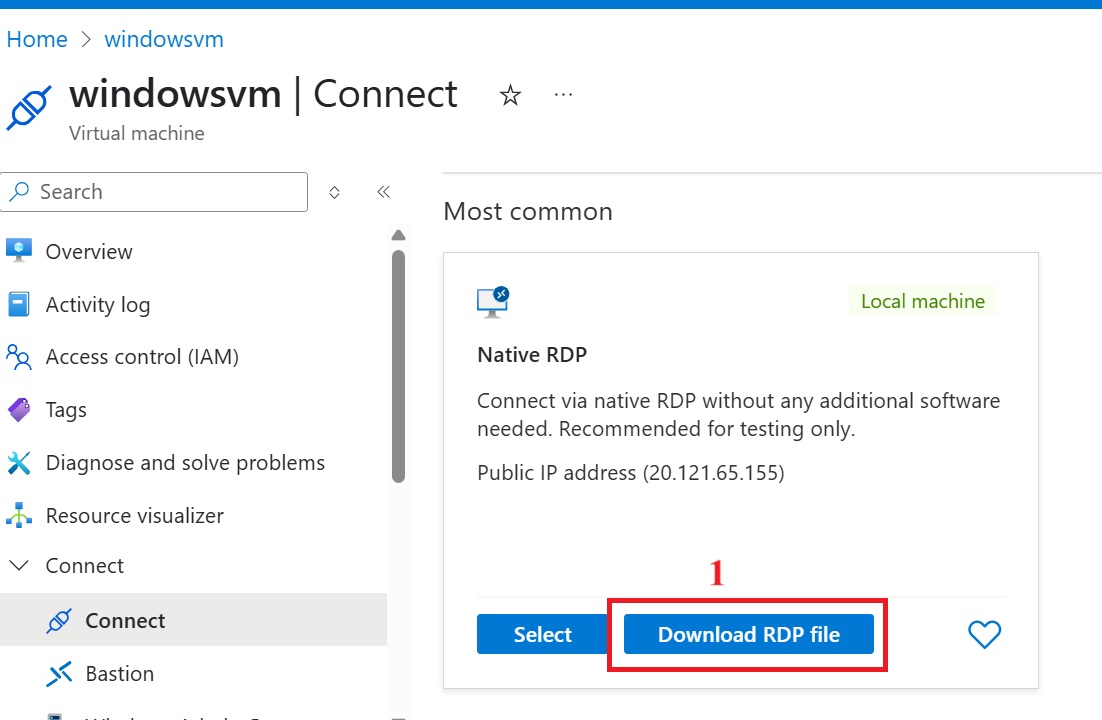 Home > windowsvm
windowsvm | Connect ...
Virtual machine
Search
Overview
Activity log
Access control (IAM)
Tags
Diagnose and solve problems
Resource visualizer
Connect
Connect
Bastion
Most common
Local machine
Native RDP
Connect via native RDP without any additional software
needed. Recommended for testing only.
Public IP address (20.121.65.155)
1
Select
Download RDP file